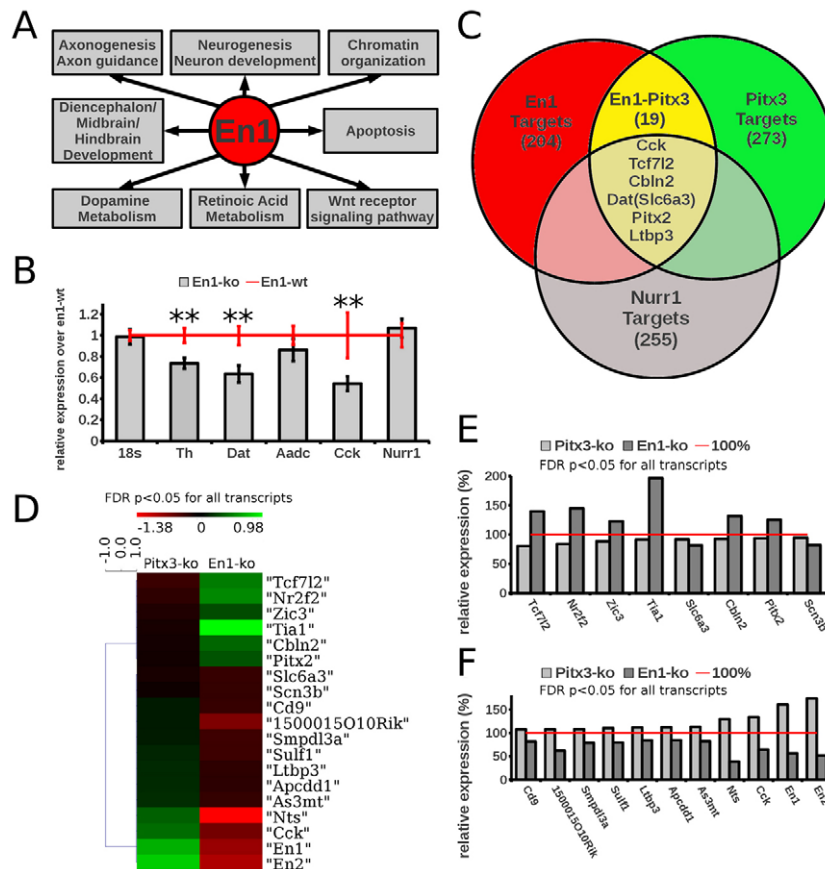 A
Axonogenesis
Axon guidance
Neurogenesis
Neuron development
Chromatin
organization
Diencephalon/
Midbrain/
Hindbrain
Development
En1
Apoptosis
Dopamine
Metabolism
Retinoic Acid
Metabolism
Wnt receptor
signaling pathway
B
En1-ko
En1-wt
relative expression over en1-wt
1.2
1
0.8
0.6
0.4
0.2
0
**
**
**
18s
Th
Dat
Aadc
Cck
Nurr1
C
En1
Targets
(204)
En1-Pitx3
(19)
Pitx3
Targets
(273)
Cck
Tcf7l2
Cbln2
Dat(Slc6a3)
Pitx2
Ltbp3
Nurr1
Targets
(255)
D
FDR p<0.05 for all transcripts
-1.38
0
0.98
-1.0
0.0
1.0
Pitx3-ko
En1-ko
"Tcf7l2"
"Nr2f2"
"Zic3"
"Tia1"
"Cbln2"
"Pitx2"
"Slc6a3"
"Scn3b"
"Cd9"
"1500015O10Rik"
"Smpdl3a"
"Sulf1"
"Ltbp3"
"Apcdd1"
"As3mt"
"Nts"
"Cck"
"En1"
"En2"
E
Pitx3-ko
En1-ko
100%
FDR p<0.05 for all transcripts
relative expression (%)
200
150
100
50
0
Tcf7l2
Nr2f2
Zic3
Tia1
Slc6a3
Cbln2
Pitx2
Scn3b
F
Pitx3-ko
En1-ko
100%
FDR p<0.05 for all transcripts
relative expression (%)
150
100
50
0
Cd9
1500015O10Rik
Smpdl3a
Sulf1
Ltbp3
Apcdd1
As3mt
Nts
Cck
En1
En2